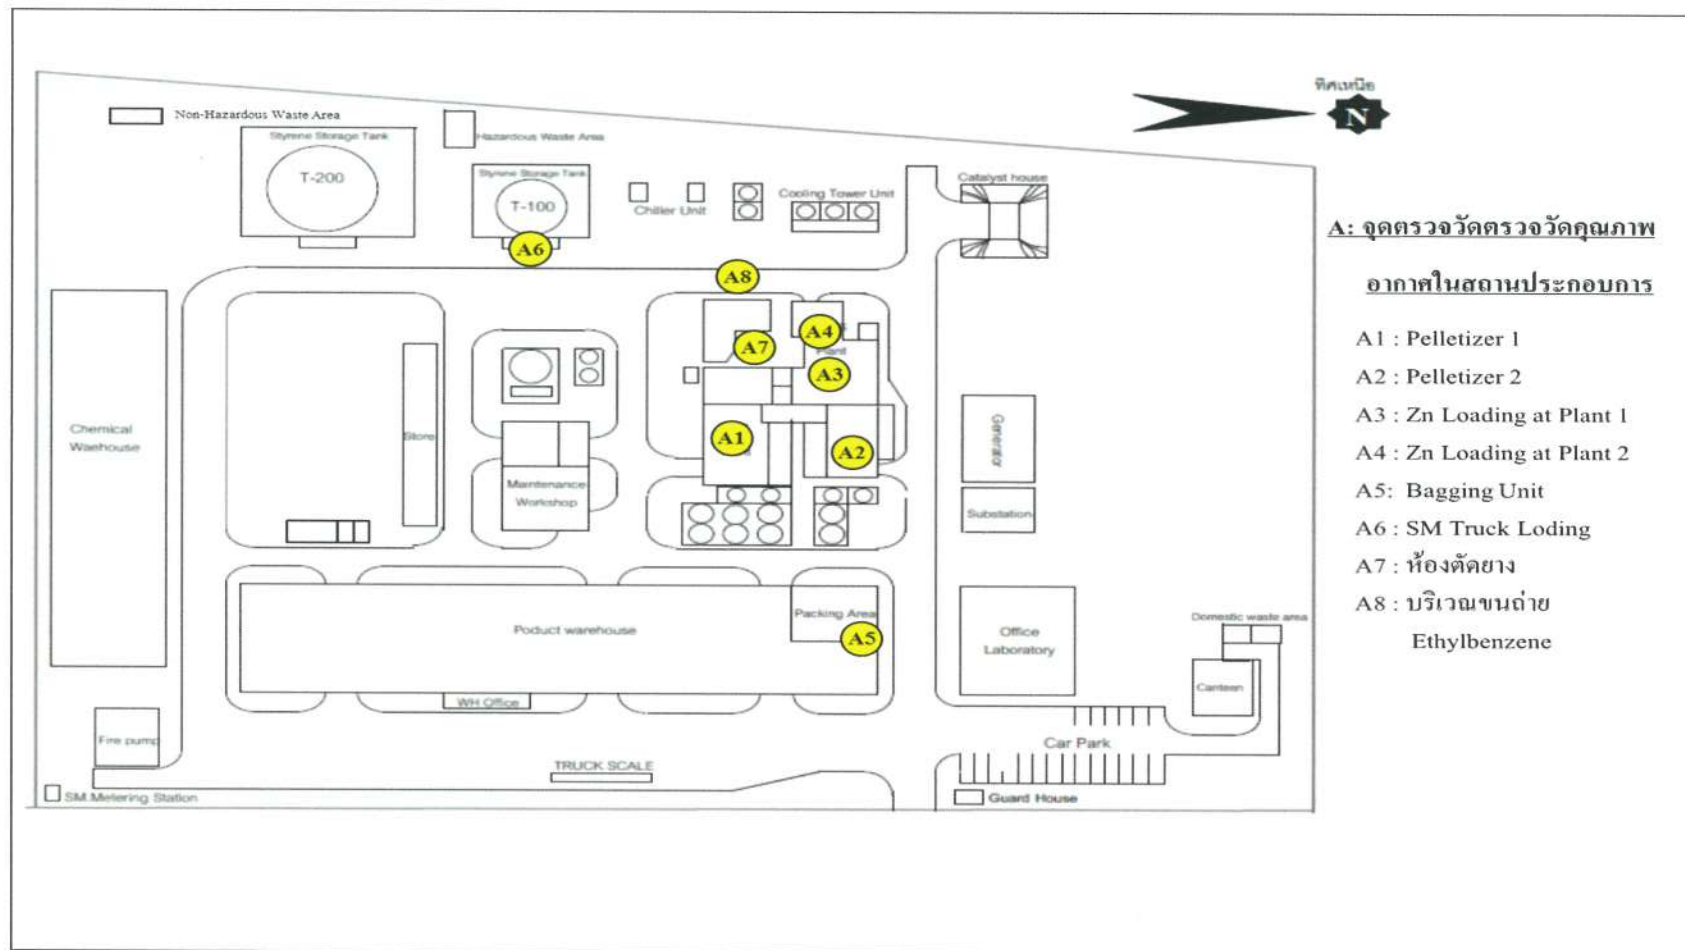 ทิศเหนือ
N
Non-Hazardous Waste Area
Styrene Storage Tank
T-200
Hazardous Waste Area
Styrene Storage Tank
T-100
A6
Chiller Unit
Cooling Tower Unit
Catalyst house
A8
A4
A7
Plant
A3
A1
A2
Chemical
Waehouse
Store
Maintenance
Workshop
Generator
Substation
Poduct warehouse
Packing Area
A5
WH Office
Office
Laboratory
Domestic waste area
Canteen
Car Park
Fire pump
TRUCK SCALE
SM.Metering Station
Guard House
A: จุดตรวจวัดตรวจวัดคุณภาพ
อากาศในสถานประกอบการ
A1 : Pelletizer 1
A2 : Pelletizer 2
A3 : Zn Loading at Plant 1
A4 : Zn Loading at Plant 2
A5: Bagging Unit
A6 : SM Truck Loding
A7 : ห้องตัดยาง
A8 : บริเวณขนถ่าย
Ethylbenzene